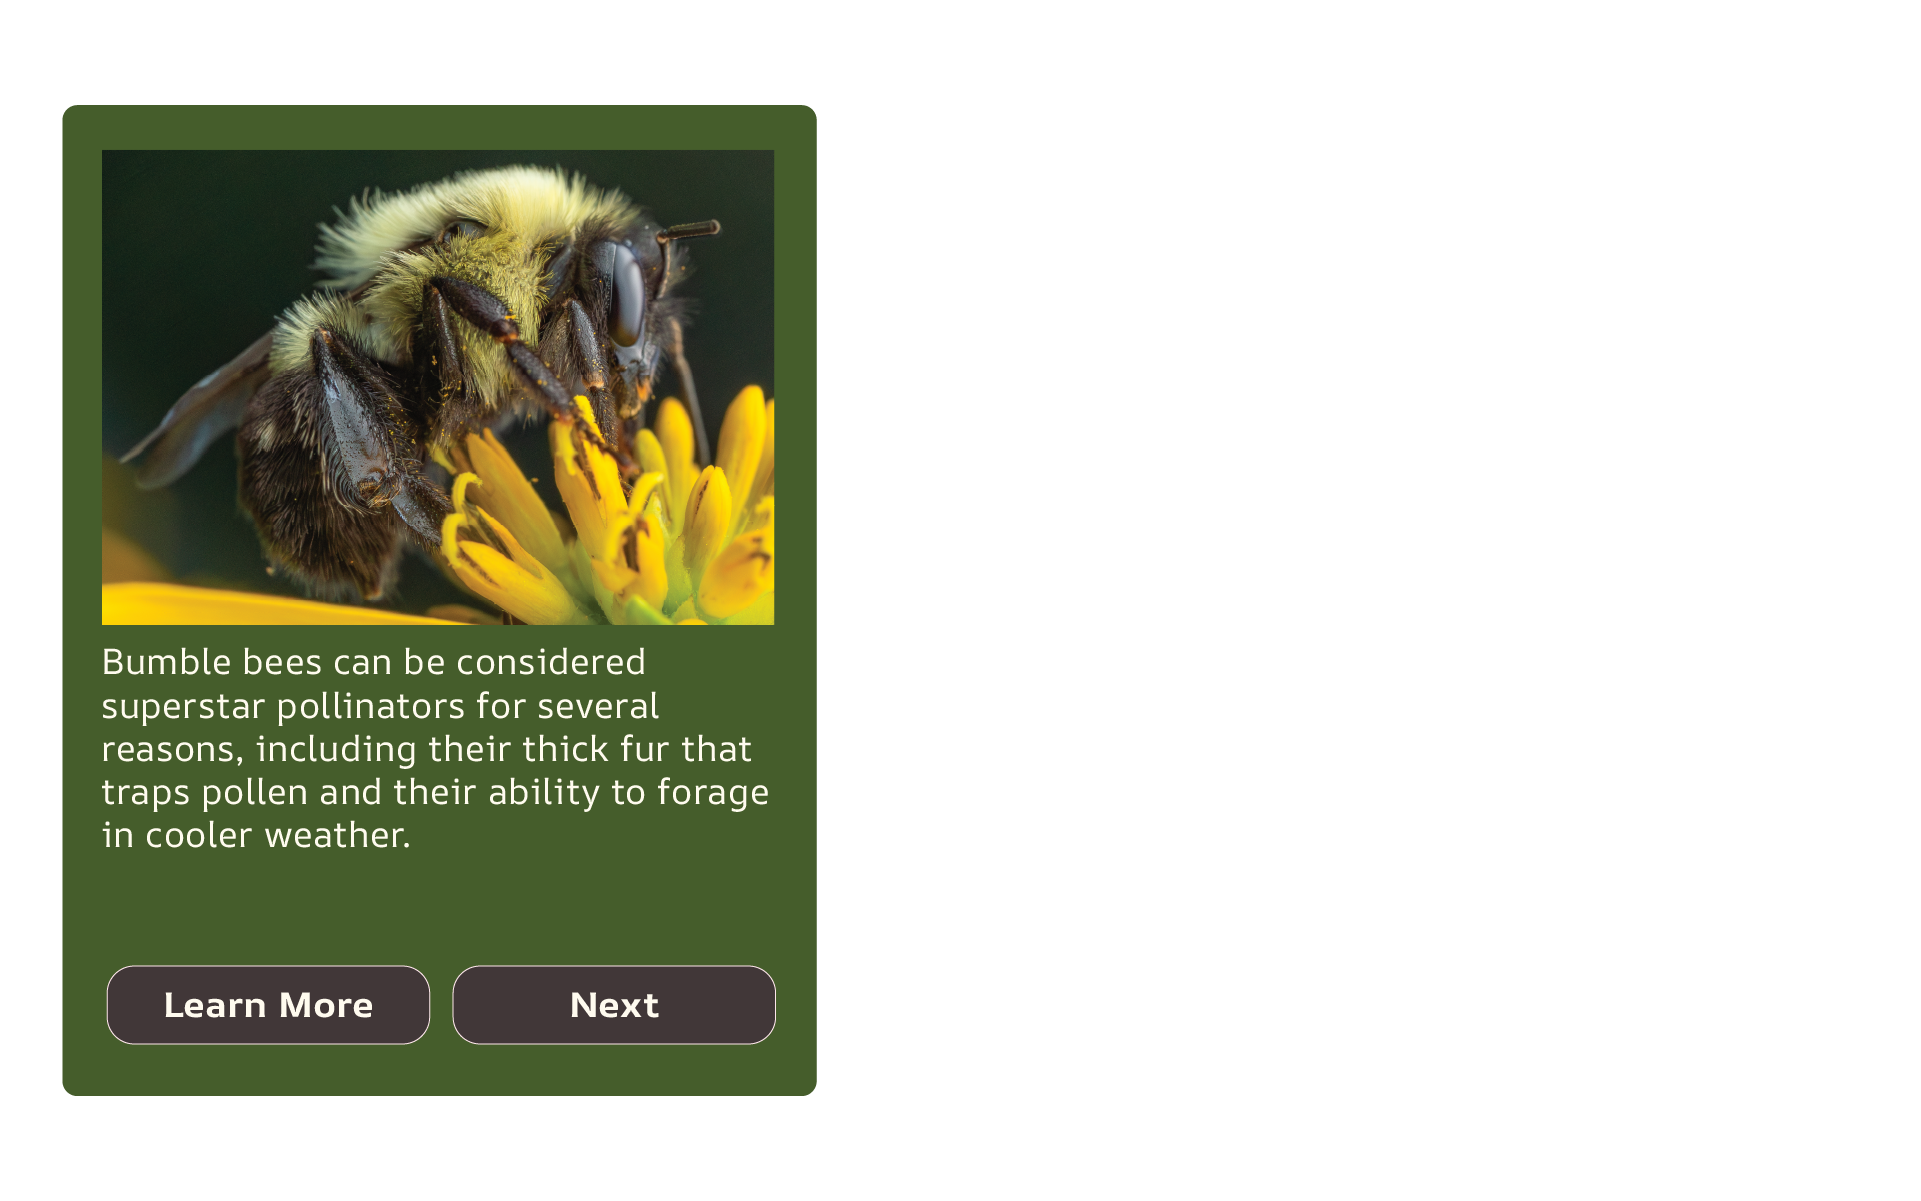 Bumble bees can be considered
superstar pollinators for several
reasons, including their thick fur that
traps pollen and their ability to forage
in cooler weather.
Learn More
Next